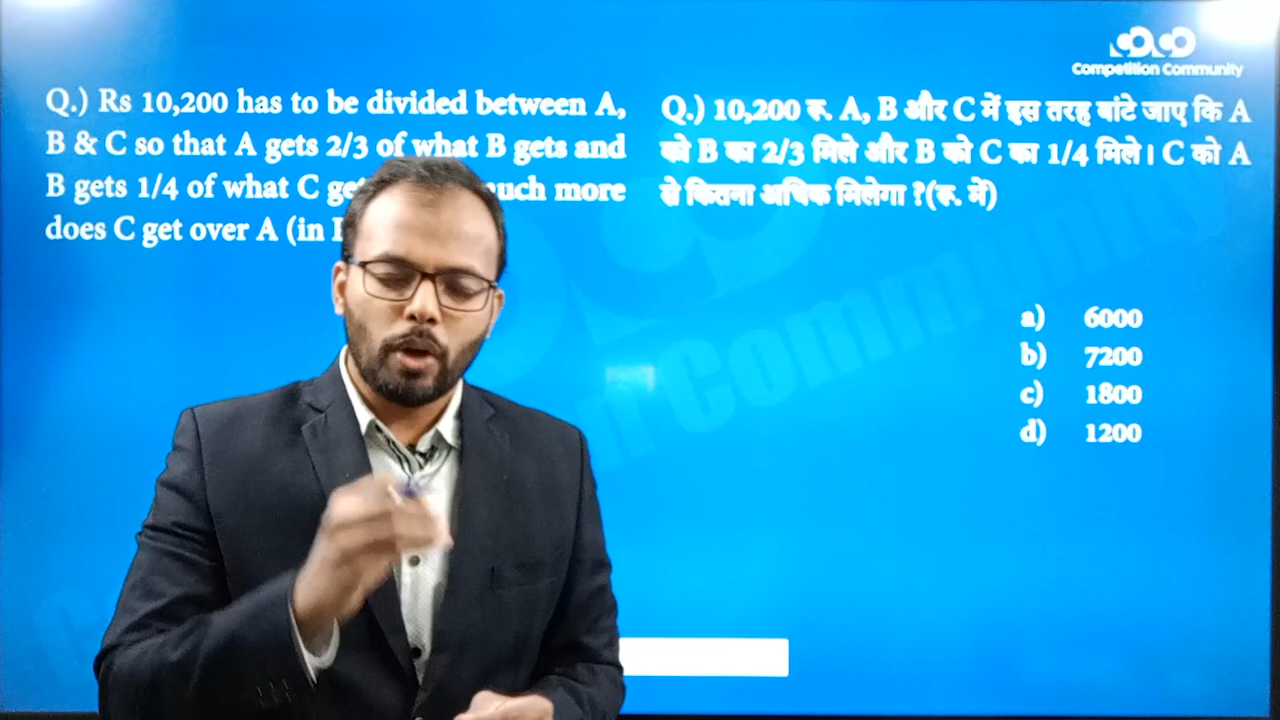 Competition Community
Q.) Rs 10,200 has to be divided between A,
B & C so that A gets 2/3 of what B gets and
B gets 1/4 of what C more
does C get over A (in
Q.) 10,200 रू. A, B और C में इस तरह बांटे जाए कि A
को B का 2/3 मिले और B को C का 1/4 मिले। C को A
से कितना अधिक मिलेगा ?(रू. में)
a) 6000
b) 7200
c) 1800
d) 1200
Community